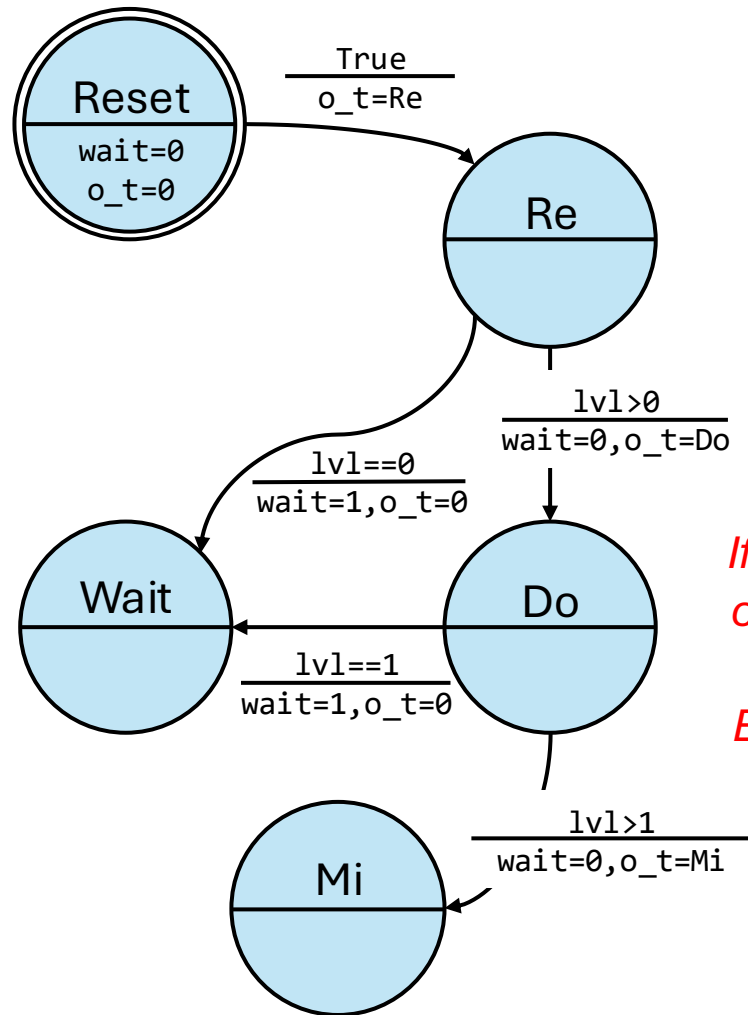 True
o_t=Re
Reset
wait=0
o_t=0
Re
lvl>0
wait=0,o_t=Do
lvl==0
wait=1,o_t=0
If
Wait
Do
lvl==1
wait=1,o_t=0
lvl>1
wait=0,o_t=Mi
Mi